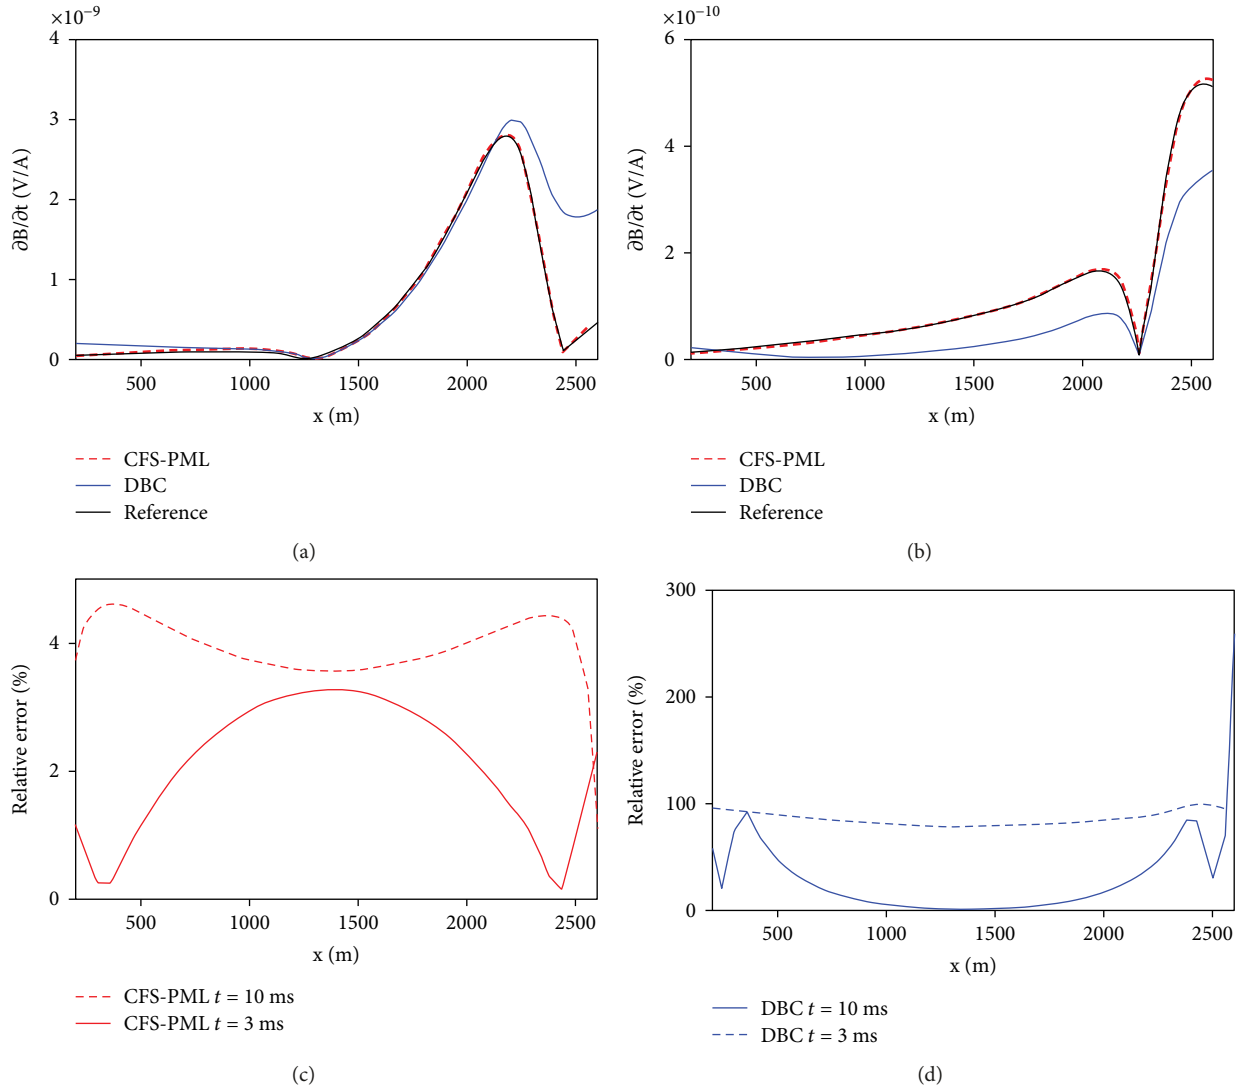 ×10⁻⁹
4
3
2
1
0
∂B/∂t (V/A)
500
1000
1500
2000
2500
x (m)
CFS-PML
DBC
Reference
(a)
×10⁻¹⁰
6
4
2
0
∂B/∂t (V/A)
500
1000
1500
2000
2500
x (m)
CFS-PML
DBC
Reference
(b)
4
2
0
Relative error (%)
500
1000
1500
2000
2500
x (m)
CFS-PML t = 10 ms
CFS-PML t = 3 ms
(c)
300
200
100
0
Relative error (%)
500
1000
1500
2000
2500
x (m)
DBC t = 10 ms
DBC t = 3 ms
(d)